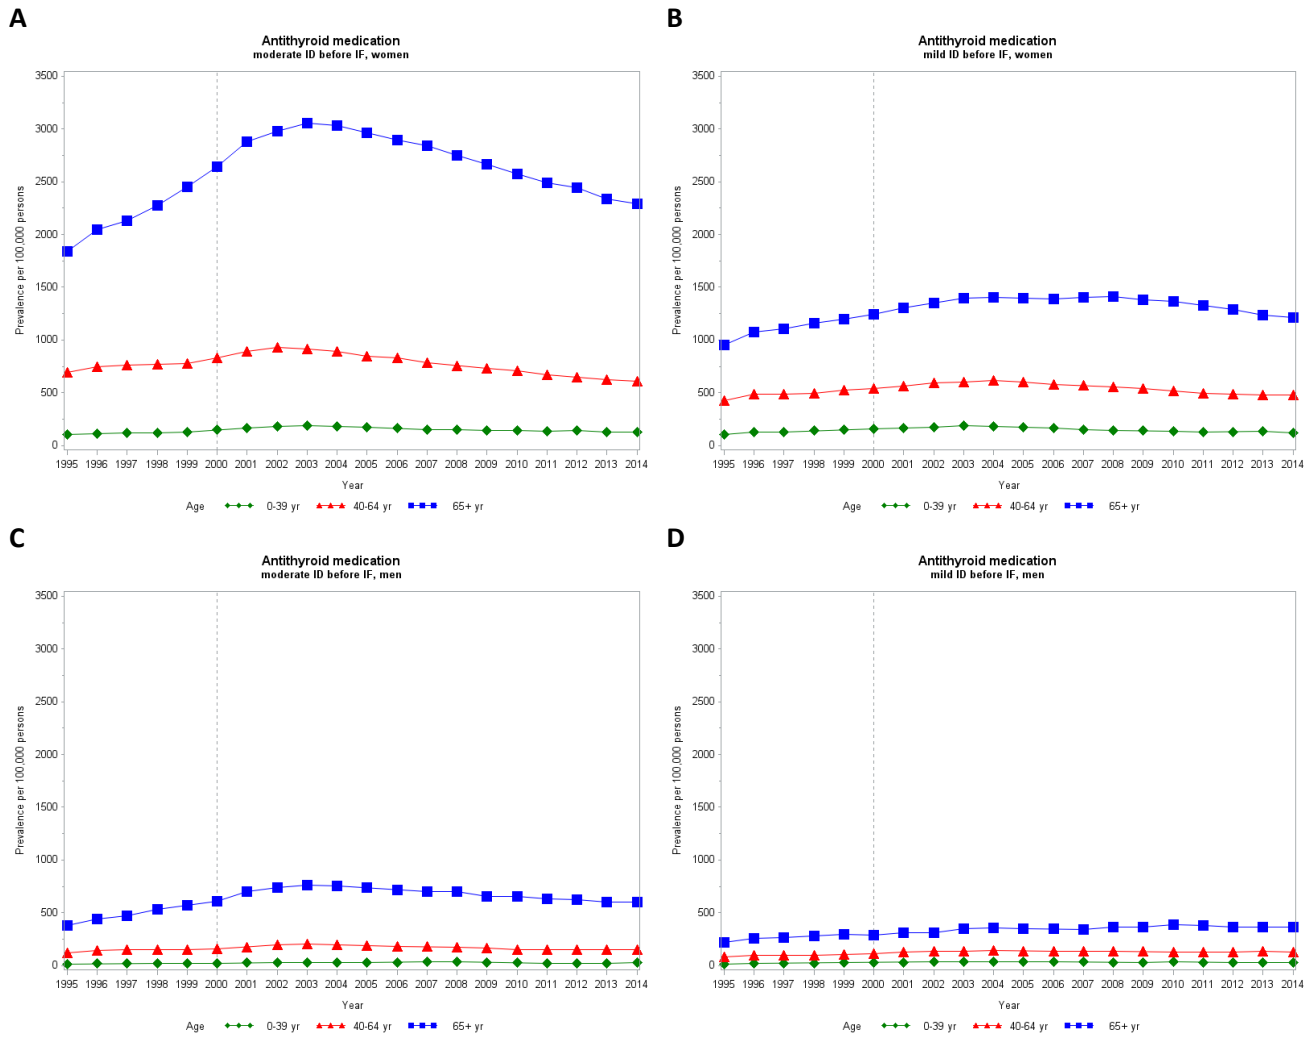 A
Antithyroid medication
moderate ID before IF, women
Prevalence per 100,000 persons
3500
3000
2500
2000
1500
1000
500
0
1995 1996 1997 1998 1999 2000 2001 2002 2003 2004 2005 2006 2007 2008 2009 2010 2011 2012 2013 2014
Year
Age 0-39 yr 40-64 yr 65+ yr
B
Antithyroid medication
mild ID before IF, women
Prevalence per 100,000 persons
3500
3000
2500
2000
1500
1000
500
0
1995 1996 1997 1998 1999 2000 2001 2002 2003 2004 2005 2006 2007 2008 2009 2010 2011 2012 2013 2014
Year
Age 0-39 yr 40-64 yr 65+ yr
C
Antithyroid medication
moderate ID before IF, men
Prevalence per 100,000 persons
3500
3000
2500
2000
1500
1000
500
0
1995 1996 1997 1998 1999 2000 2001 2002 2003 2004 2005 2006 2007 2008 2009 2010 2011 2012 2013 2014
Year
Age 0-39 yr 40-64 yr 65+ yr
D
Antithyroid medication
mild ID before IF, men
Prevalence per 100,000 persons
3500
3000
2500
2000
1500
1000
500
0
1995 1996 1997 1998 1999 2000 2001 2002 2003 2004 2005 2006 2007 2008 2009 2010 2011 2012 2013 2014
Year
Age 0-39 yr 40-64 yr 65+ yr